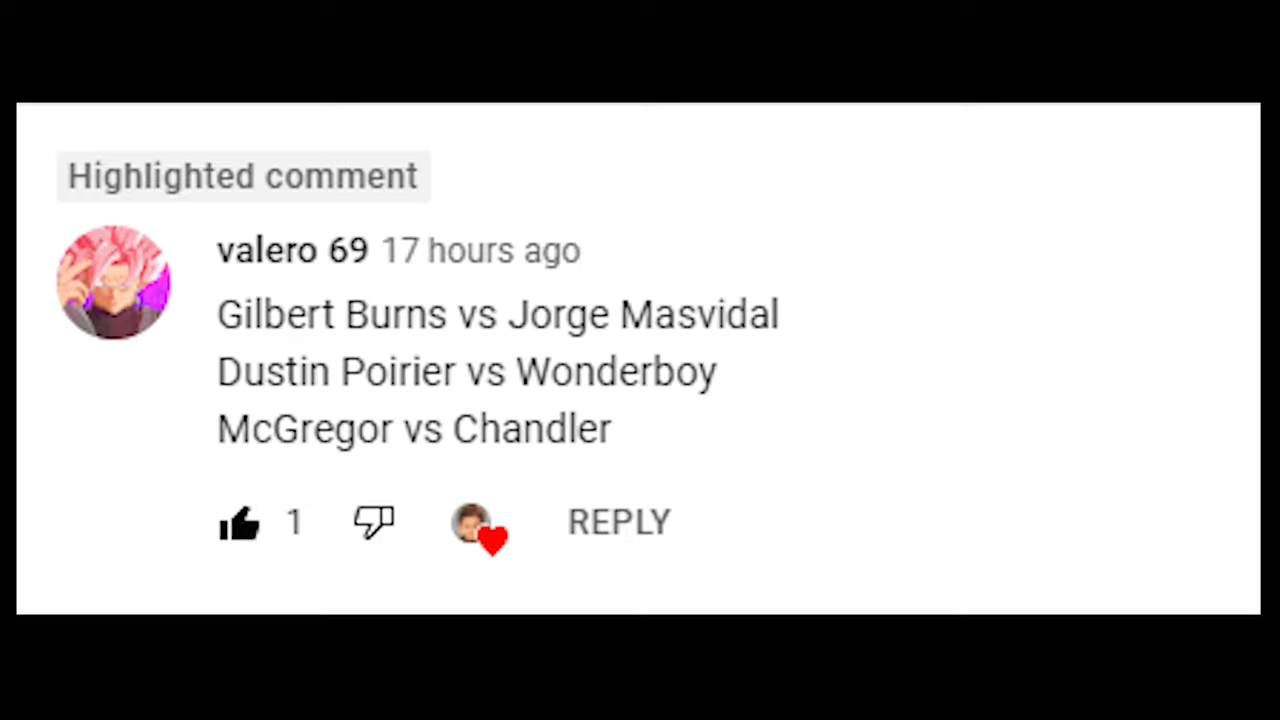 Highlighted comment
valero 69 17 hours ago
Gilbert Burns vs Jorge Masvidal
Dustin Poirier vs Wonderboy
McGregor vs Chandler
1 REPLY